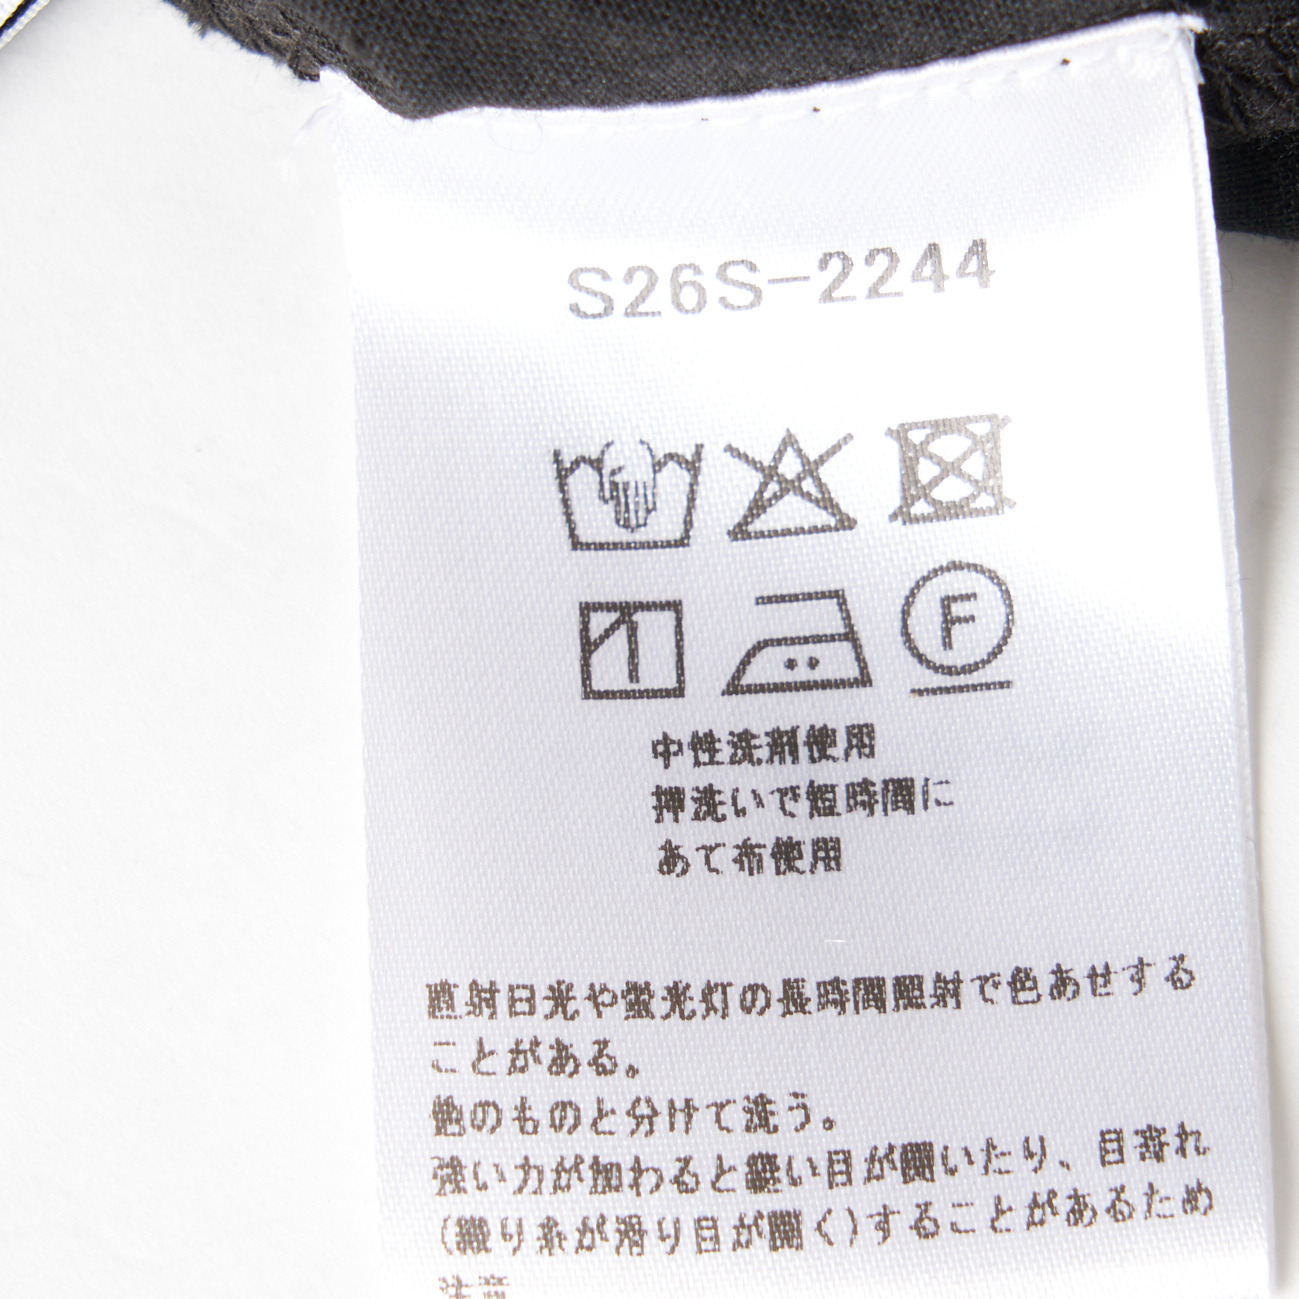 S26S-2244
F
中性洗剤使用
押洗いで短時間に
あて布使用
直射日光や蛍光灯の長時間照射で色あせする
ことがある。
他のものと分けて洗う。
強い力が加わると縫い目が開いたり、目寄れ
(織り糸が滑り目が開く)することがあるため